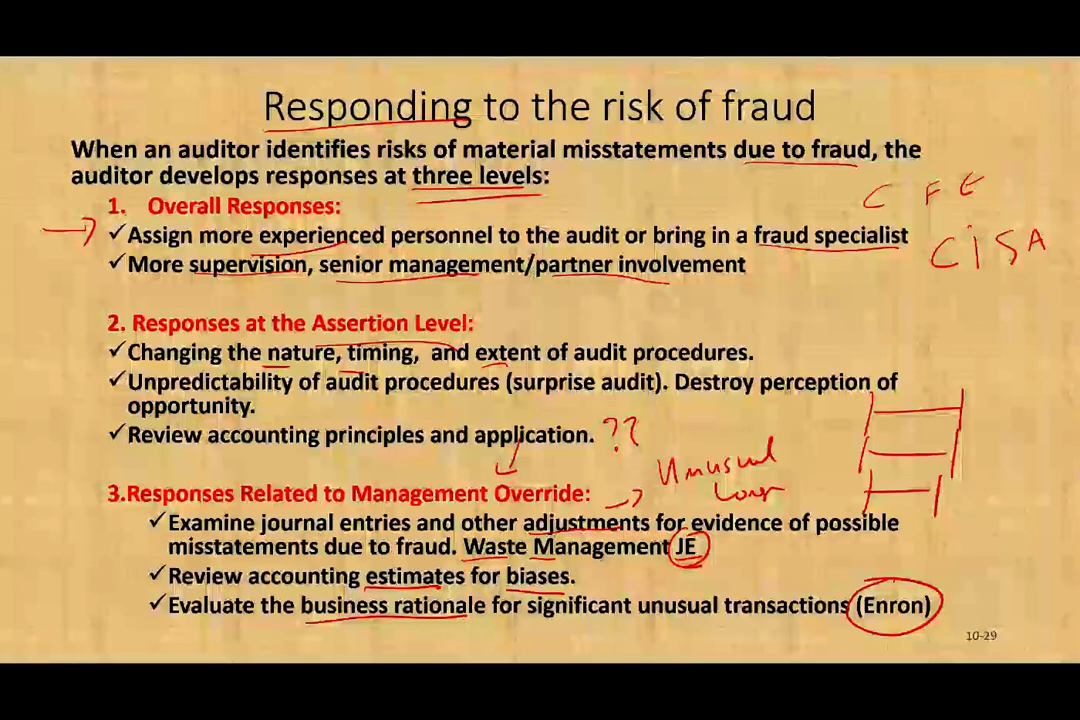 Responding to the risk of fraud
When an auditor identifies risks of material misstatements due to fraud, the
auditor develops responses at three levels:
C F E
1. Overall Responses:
✓Assign more experienced personnel to the audit or bring in a fraud specialist
CiSA
✓More supervision, senior management/partner involvement
2. Responses at the Assertion Level:
✓Changing the nature, timing, and extent of audit procedures.
✓Unpredictability of audit procedures (surprise audit). Destroy perception of
opportunity.
✓Review accounting principles and application. ??
Unusual
3.Responses Related to Management Override:
✓Examine journal entries and other adjustments for evidence of possible
misstatements due to fraud. Waste Management JE
✓Review accounting estimates for biases.
✓Evaluate the business rationale for significant unusual transactions (Enron)
10-29